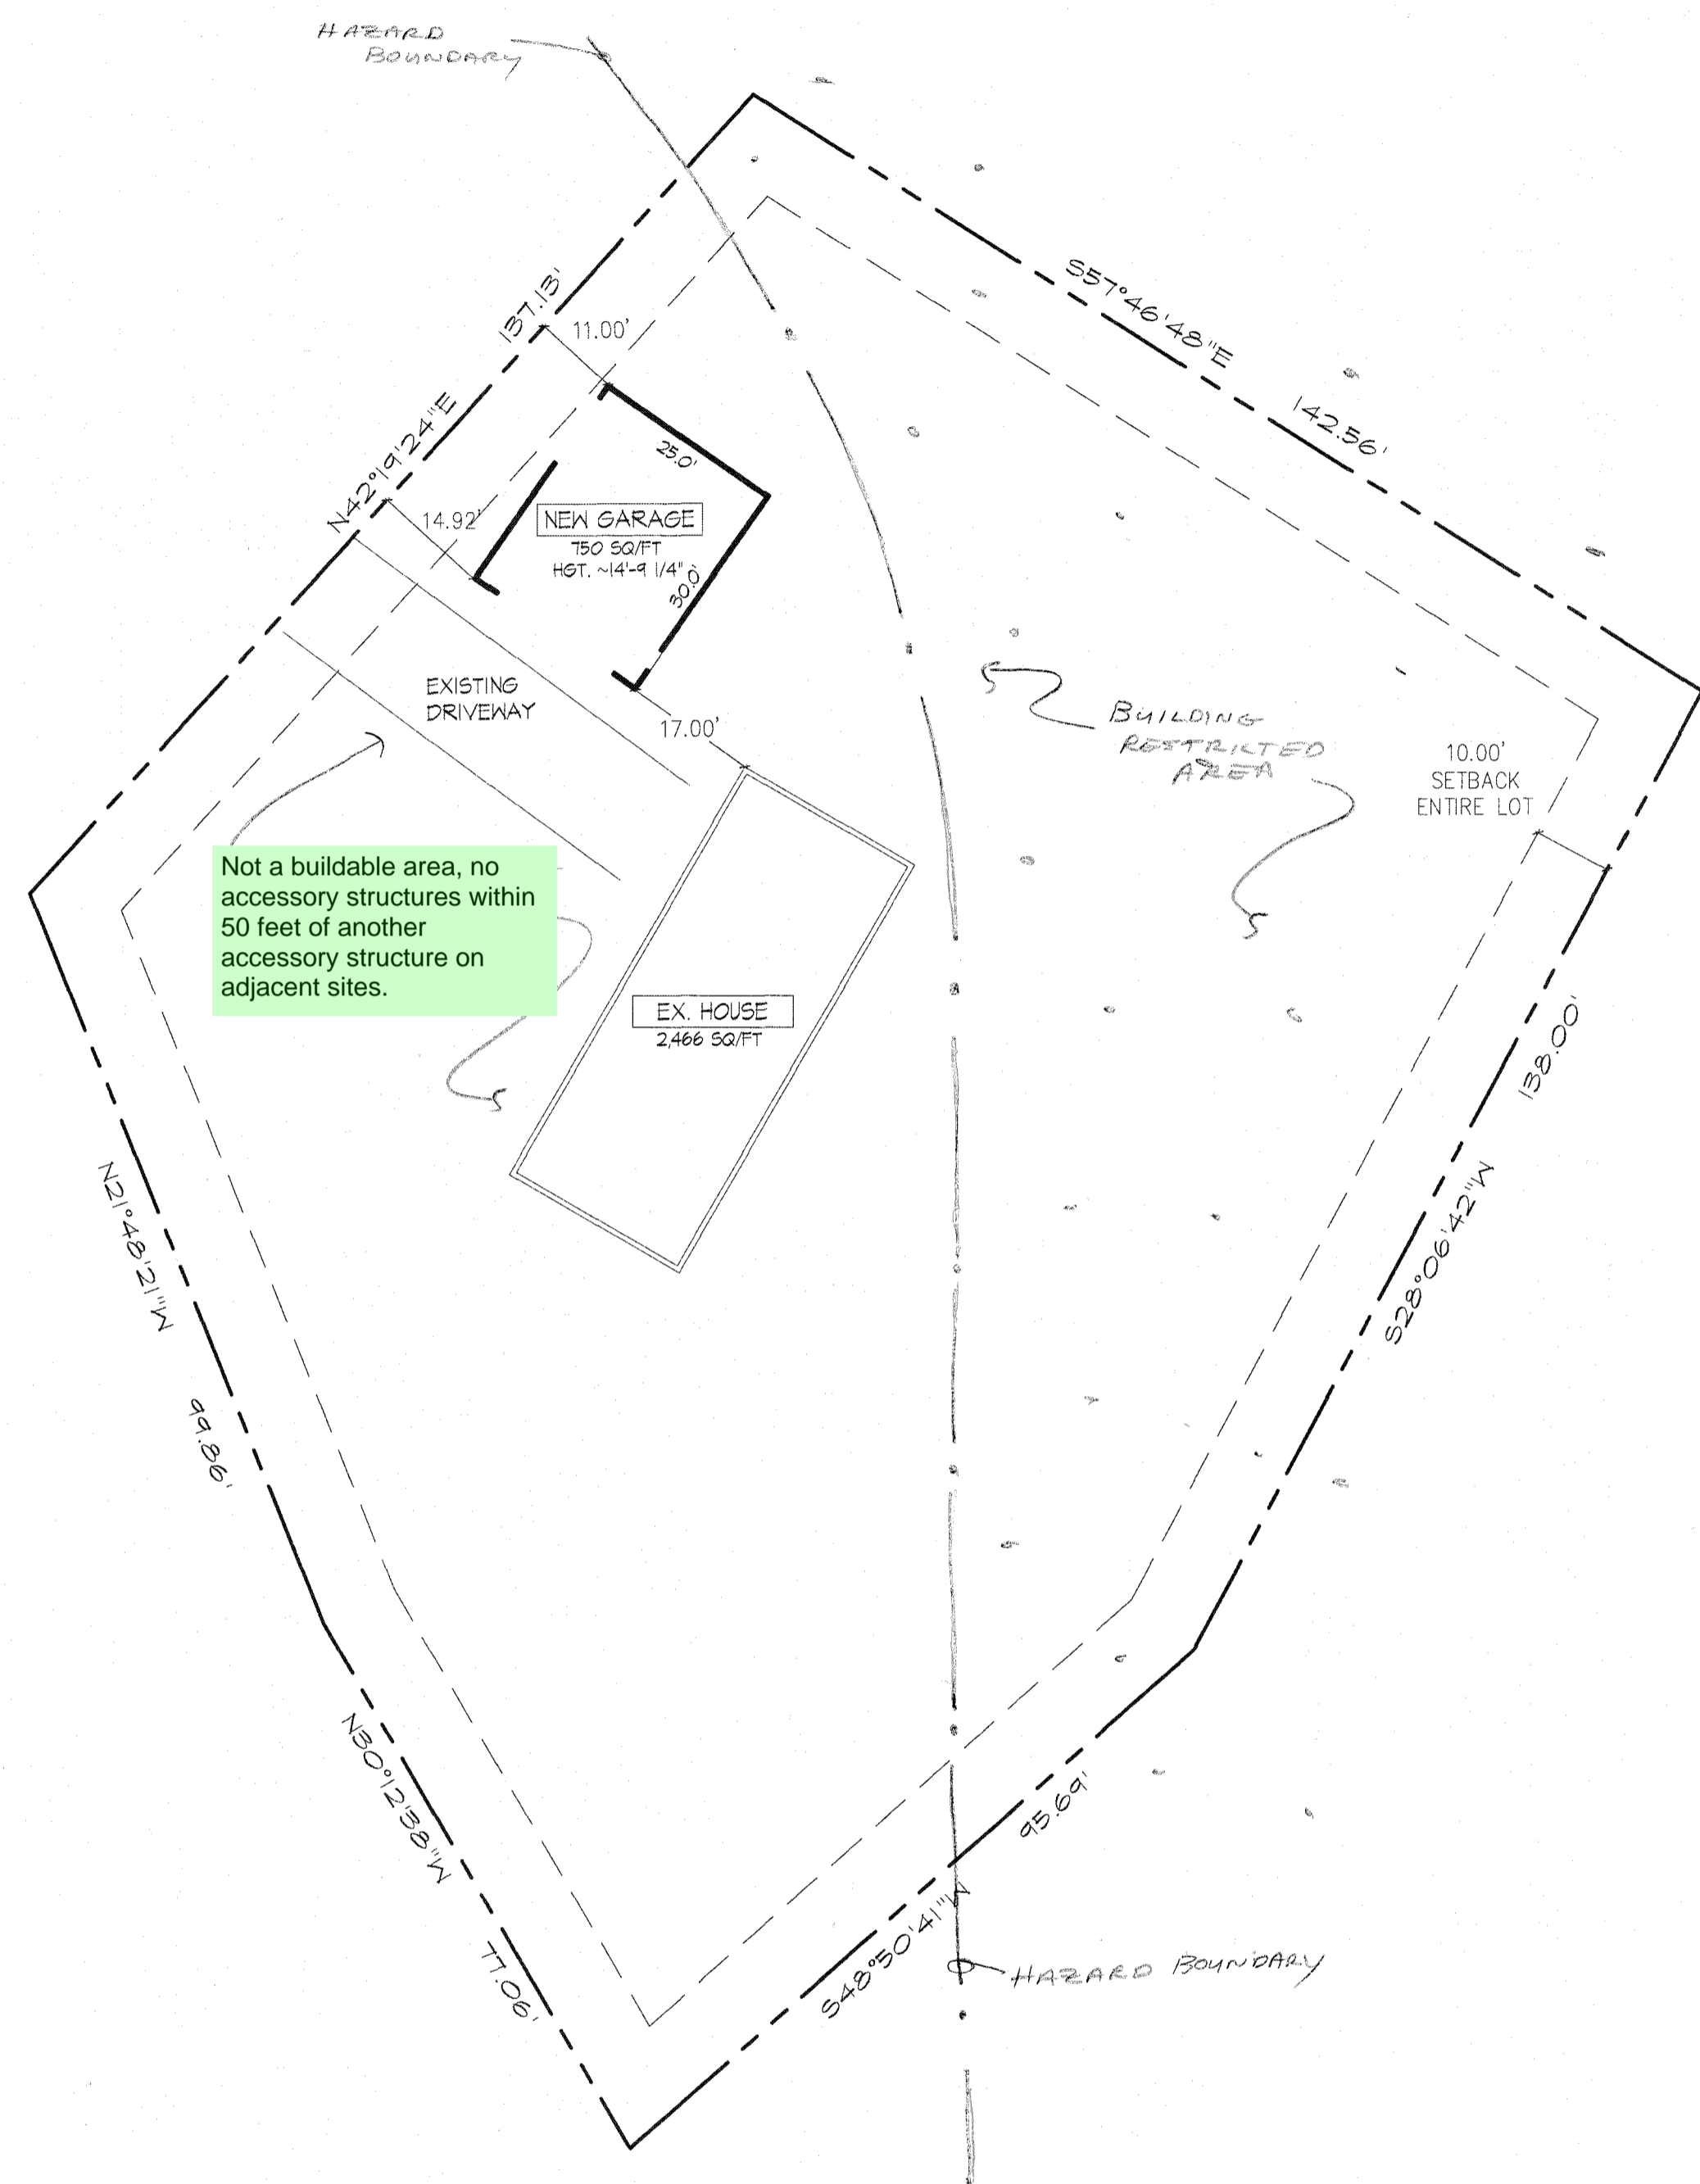 HAZARD
BOUNDARY
137.13'
N42°19'24"E
11.00'
S57°46'48"E
142.56'
25.0'
14.92'
NEW GARAGE
750 SQ/FT
HGT. ~14'-9 1/4"
30.0'
EXISTING
DRIVEWAY
17.00'
BUILDING
RESTRICTED
AREA
10.00'
SETBACK
ENTIRE LOT
Not a buildable area, no
accessory structures within
50 feet of another
accessory structure on
adjacent sites.
EX. HOUSE
2,466 SQ/FT
138.00'
S28°06'42"W
N21°48'21"W
99.86'
N30°12'38"W
77.06'
95.69'
S48°50'41"W
HAZARD BOUNDARY